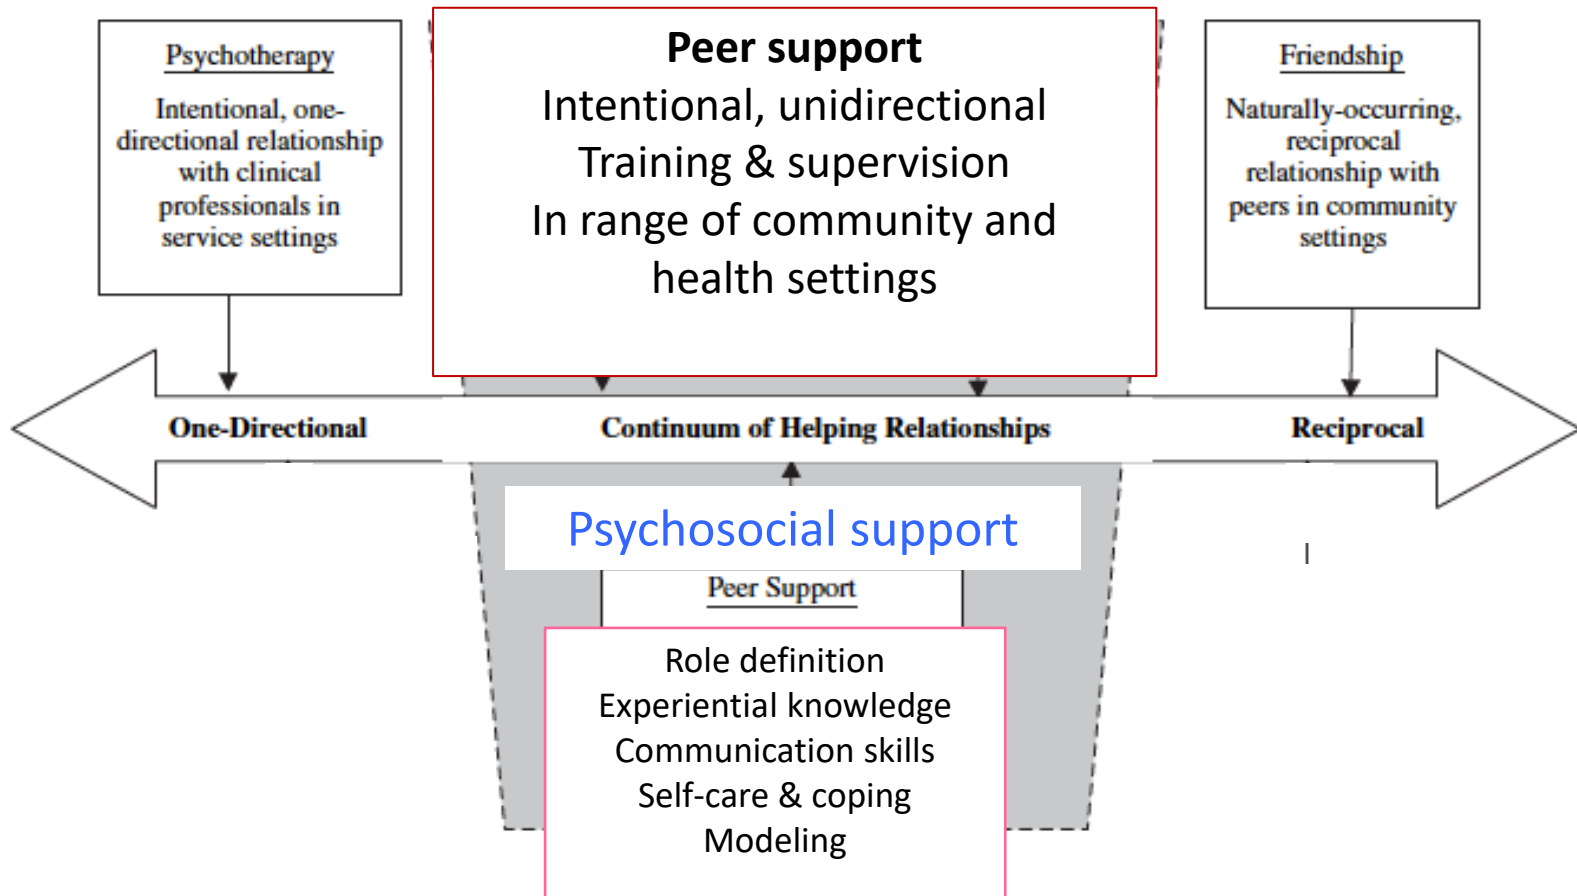 Psychotherapy
Intentional, one-
directional relationship
with clinical
professionals in
service settings
Peer support
Intentional, unidirectional
Training & supervision
In range of community and
health settings
Friendship
Naturally-occurring,
reciprocal
relationship with
peers in community
settings
One-Directional
Continuum of Helping Relationships
Reciprocal
Psychosocial support
Peer Support
Role definition
Experiential knowledge
Communication skills
Self-care & coping
Modeling